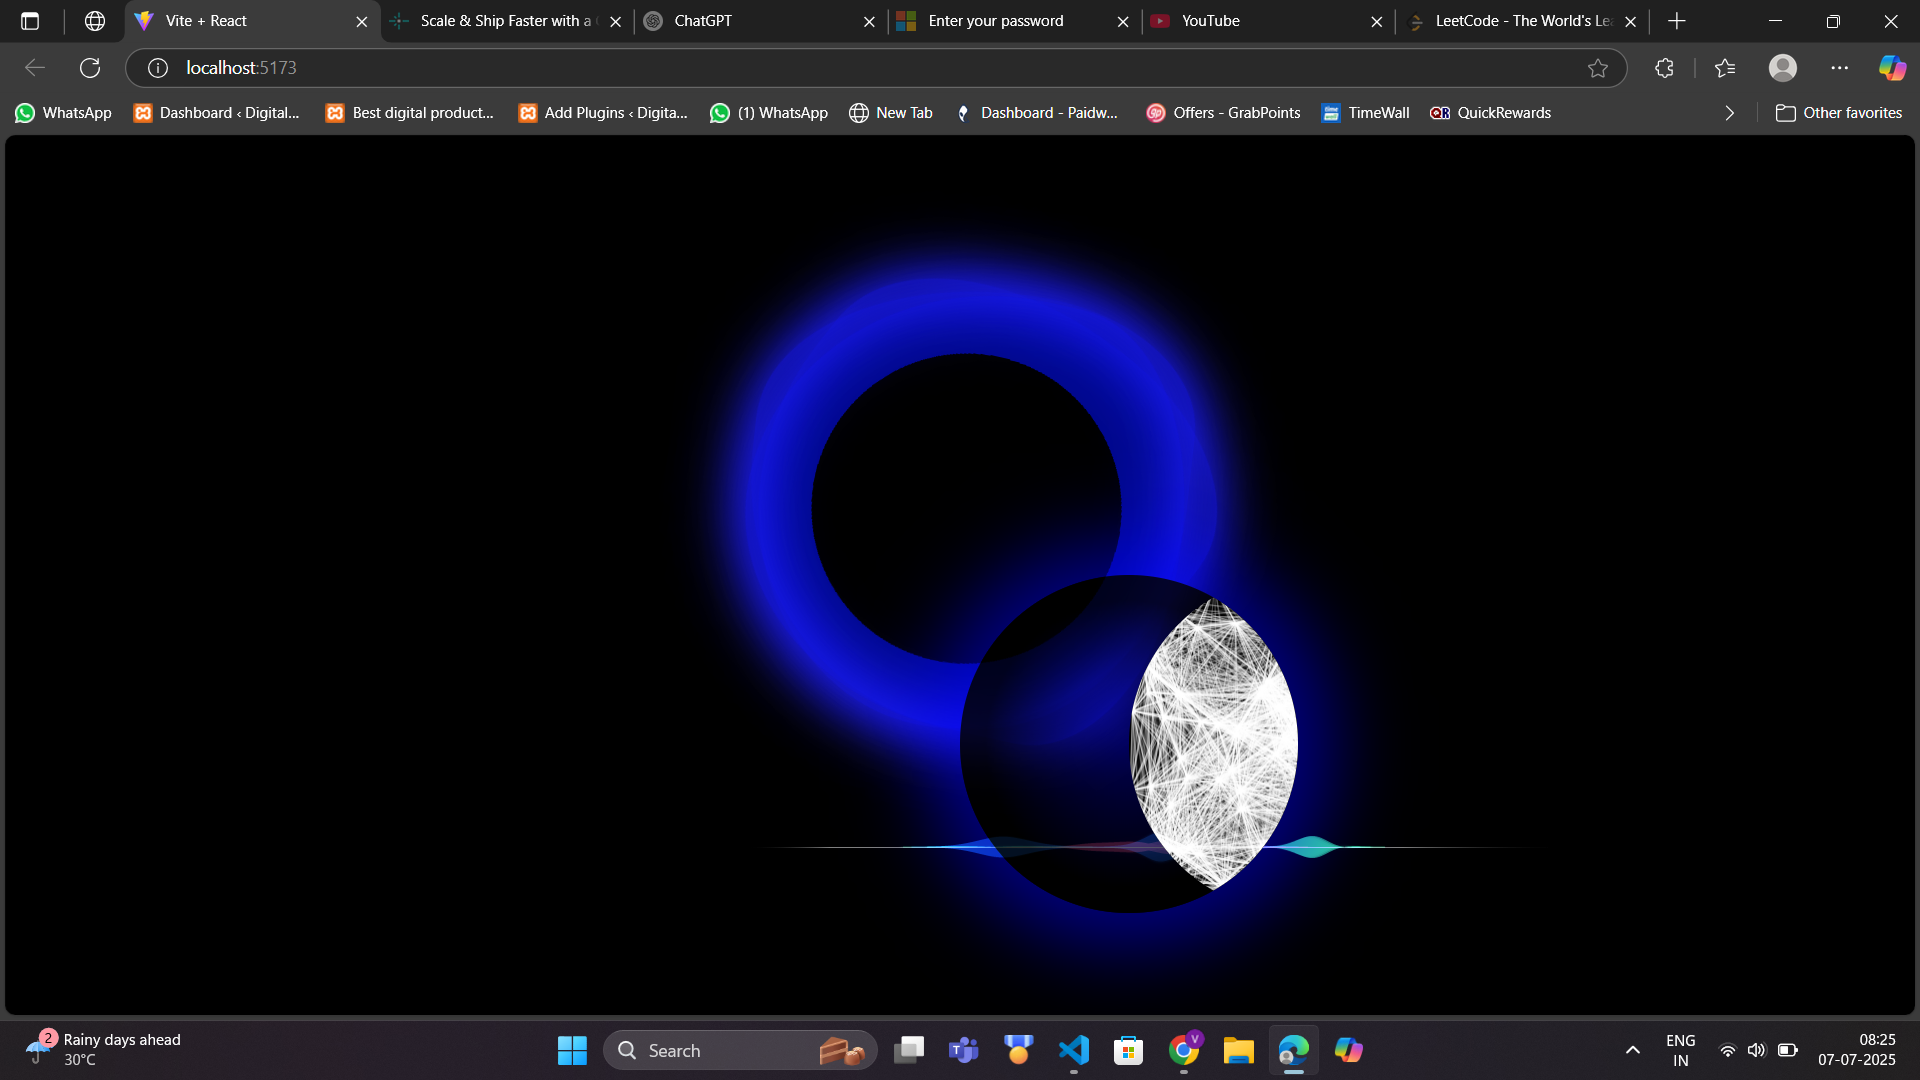 Vite + React
Scale & Ship Faster with a
ChatGPT
Enter your password
YouTube
LeetCode - The World's Le
localhost:5173
WhatsApp
Dashboard ‹ Digital...
Best digital product...
Add Plugins ‹ Digita...
(1) WhatsApp
New Tab
Dashboard - Paidw...
Offers - GrabPoints
TimeWall
QuickRewards
Other favorites
2
Rainy days ahead
30°C
Search
V
ENG
IN
08:25
07-07-2025